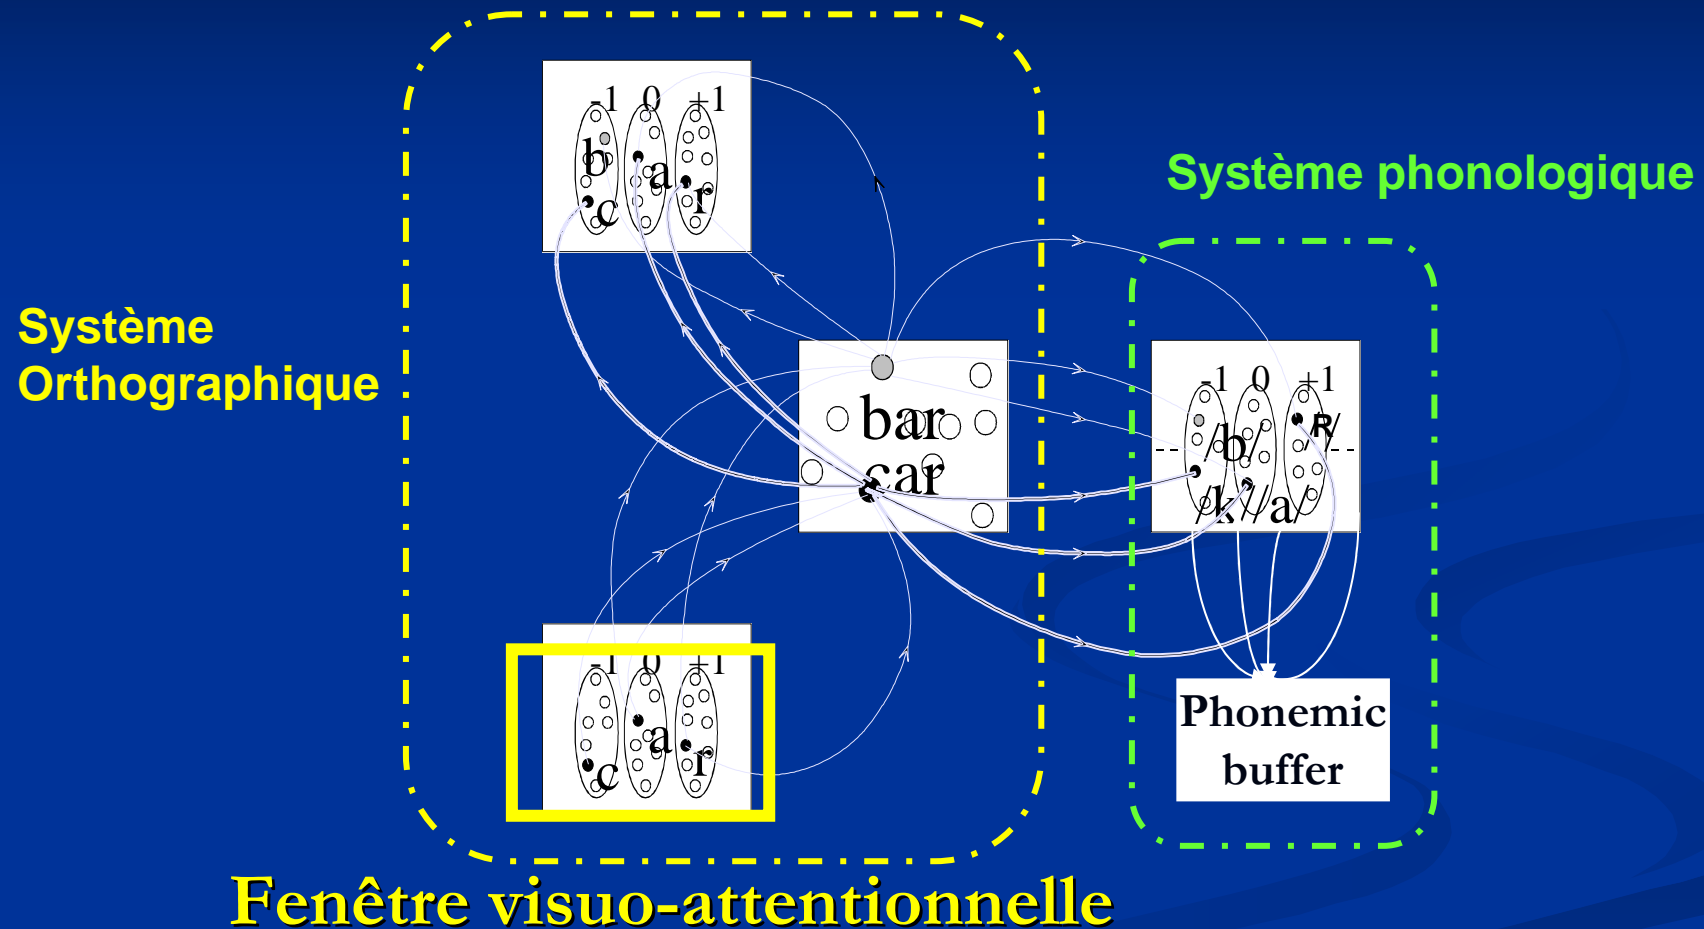 -1 0 +1
b a r
c
Système phonologique
Système
Orthographique
bar
car
-1 0 +1
/b/ /R/
/k//a/
-1 0 +1
c a r
Phonemic
buffer
Fenêtre visuo-attentionnelle